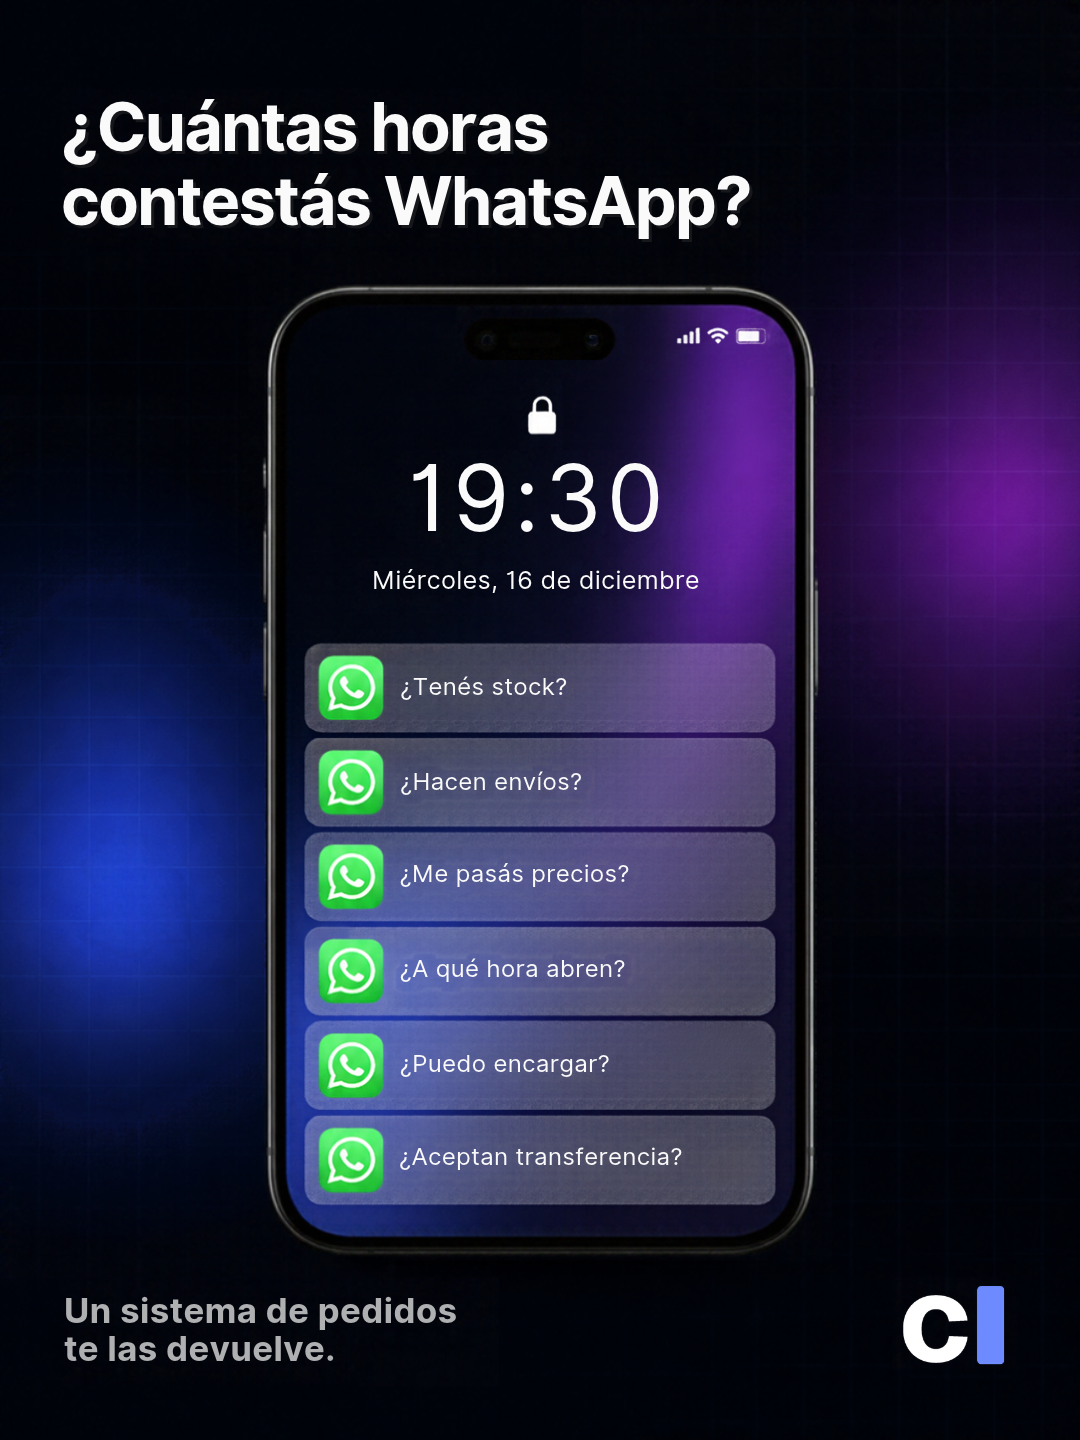 ¿Cuántas horas
contestás WhatsApp?
19:30
Miércoles, 16 de diciembre
¿Tenés stock?
¿Hacen envíos?
¿Me pasás precios?
¿A qué hora abren?
¿Puedo encargar?
¿Aceptan transferencia?
Un sistema de pedidos
te las devuelve.
c